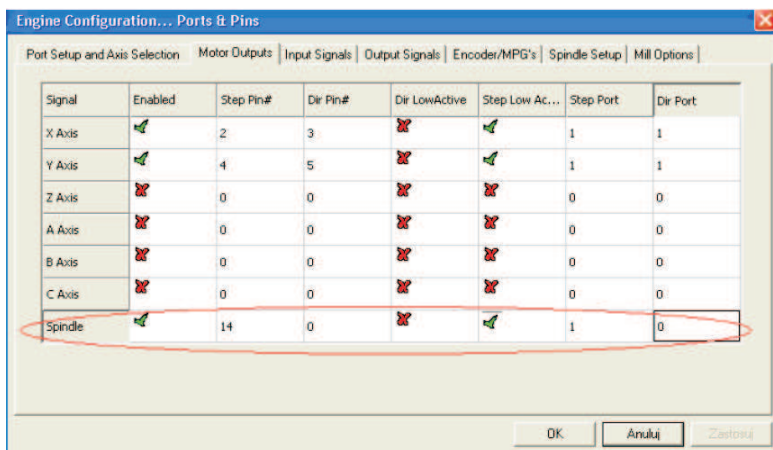 Engine Configuration... Ports & Pins
Port Setup and Axis Selection Motor Outputs Input Signals Output Signals Encoder/MPG's Spindle Setup Mill Options
Signal Enabled Step Pin# Dir Pin# Dir LowActive Step Low Ac... Step Port Dir Port
X Axis 2 3 1 1
Y Axis 4 5 1 1
Z Axis 0 0 0 0
A Axis 0 0 0 0
B Axis 0 0 0 0
C Axis 0 0 0 0
Spindle 14 0 1 0
OK Anuluj Zastosuj